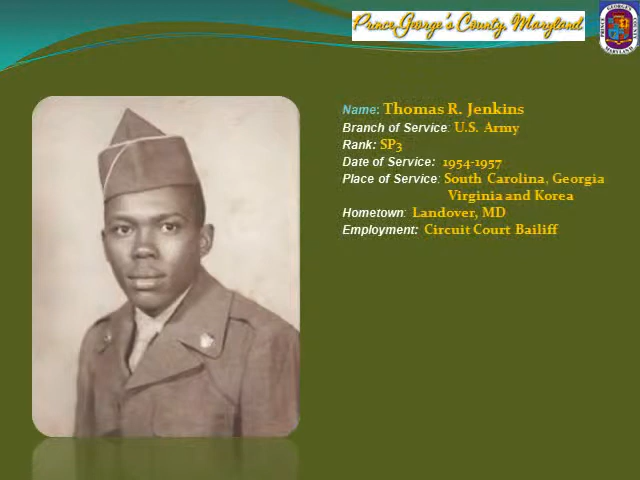 Prince George's County, Maryland
Name: Thomas R. Jenkins
Branch of Service: U.S. Army
Rank: SP3
Date of Service: 1954-1957
Place of Service: South Carolina, Georgia
Virginia and Korea
Hometown: Landover, MD
Employment: Circuit Court Bailiff